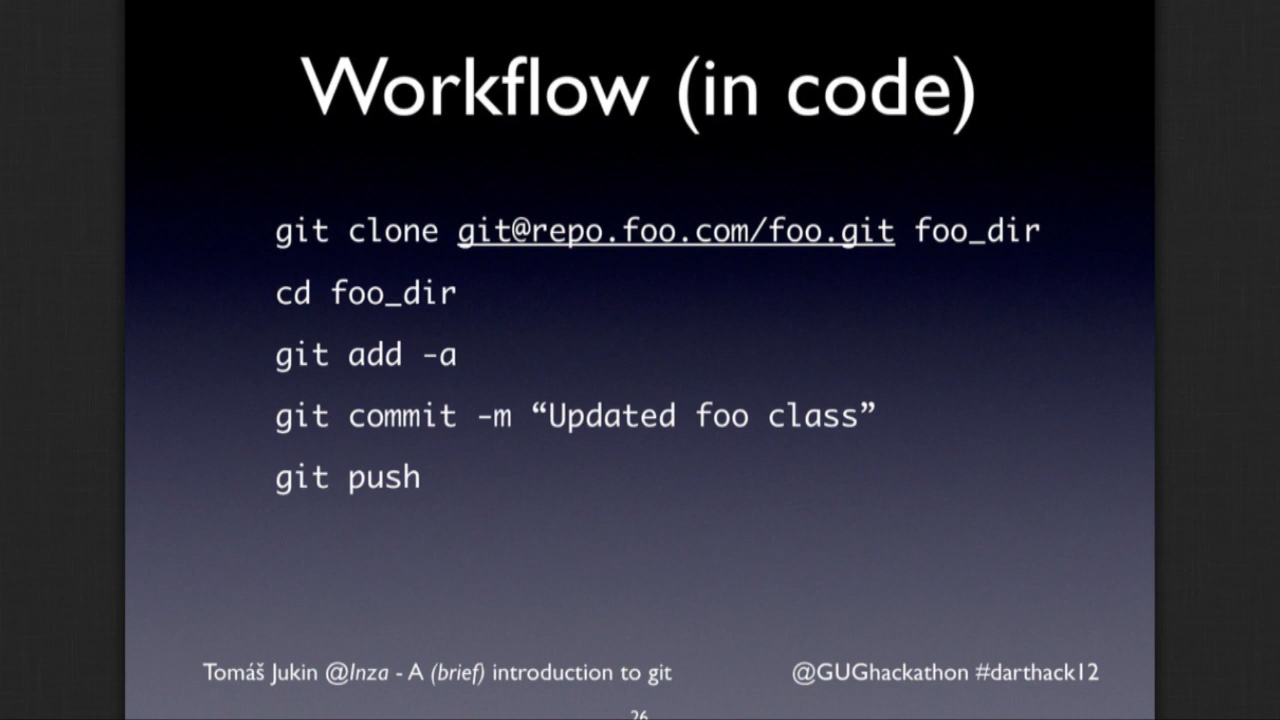 Workflow (in code)
git clone git@repo.foo.com/foo.git foo_dir
cd foo_dir
git add -a
git commit -m “Updated foo class”
git push
Tomáš Jukin @Inza - A (brief) introduction to git @GUGhackathon #darthack12
26